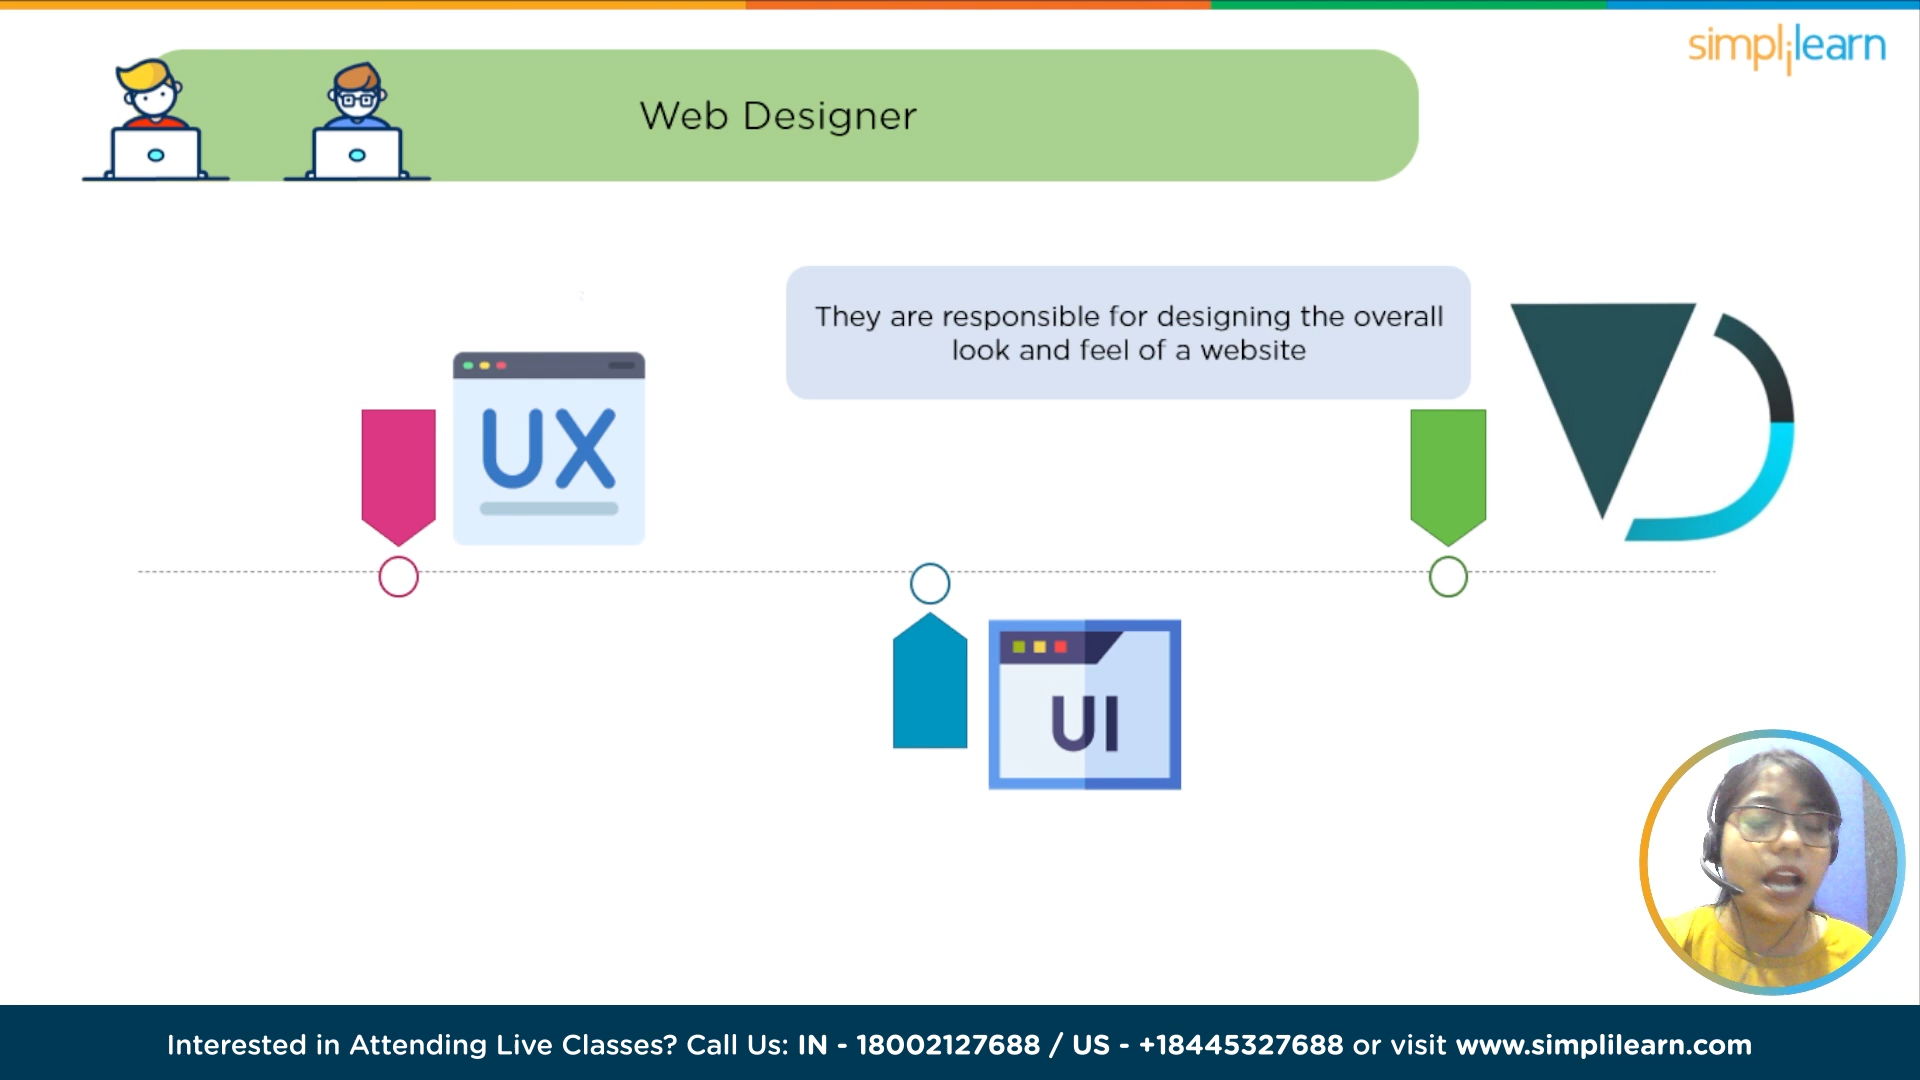 simplilearn
Web Designer
They are responsible for designing the overall
look and feel of a website
UX
UI
Interested in Attending Live Classes? Call Us: IN - 18002127688 / US - +18445327688 or visit www.simplilearn.com